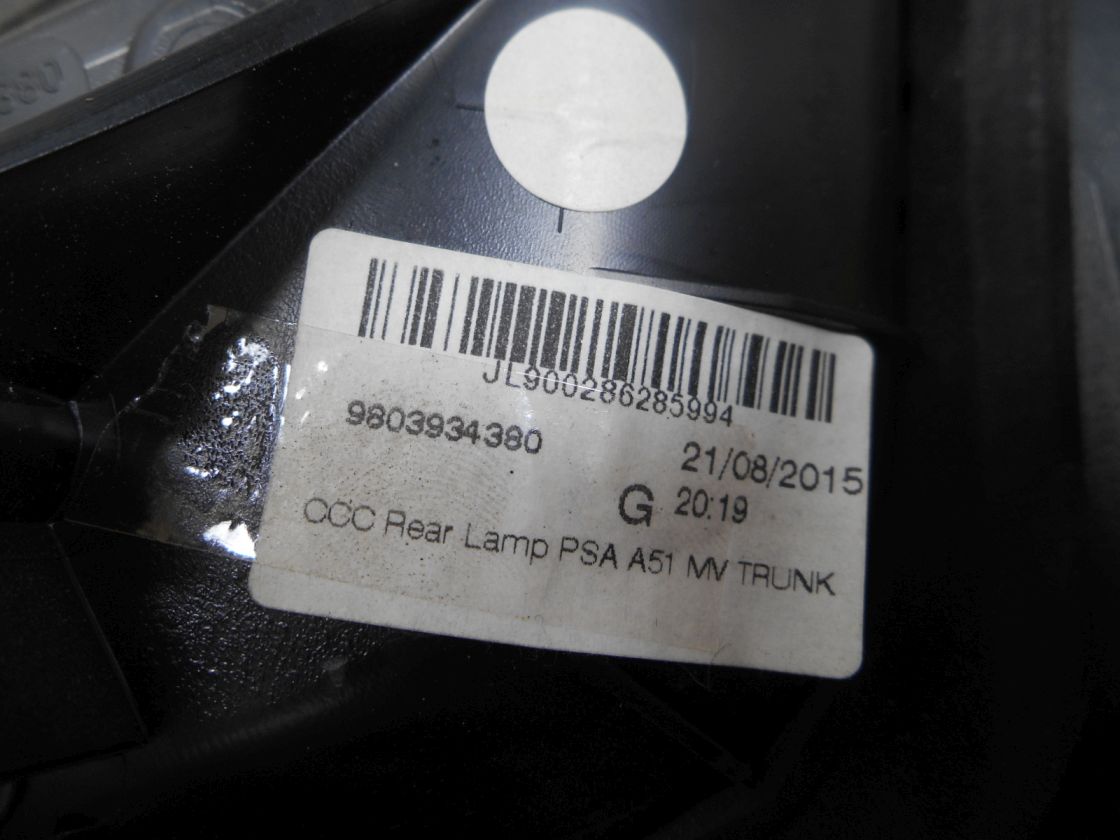 JL900286285994
9803934380
21/08/2015
G 20:19
CCC Rear Lamp PSA A51 MV TRUNK